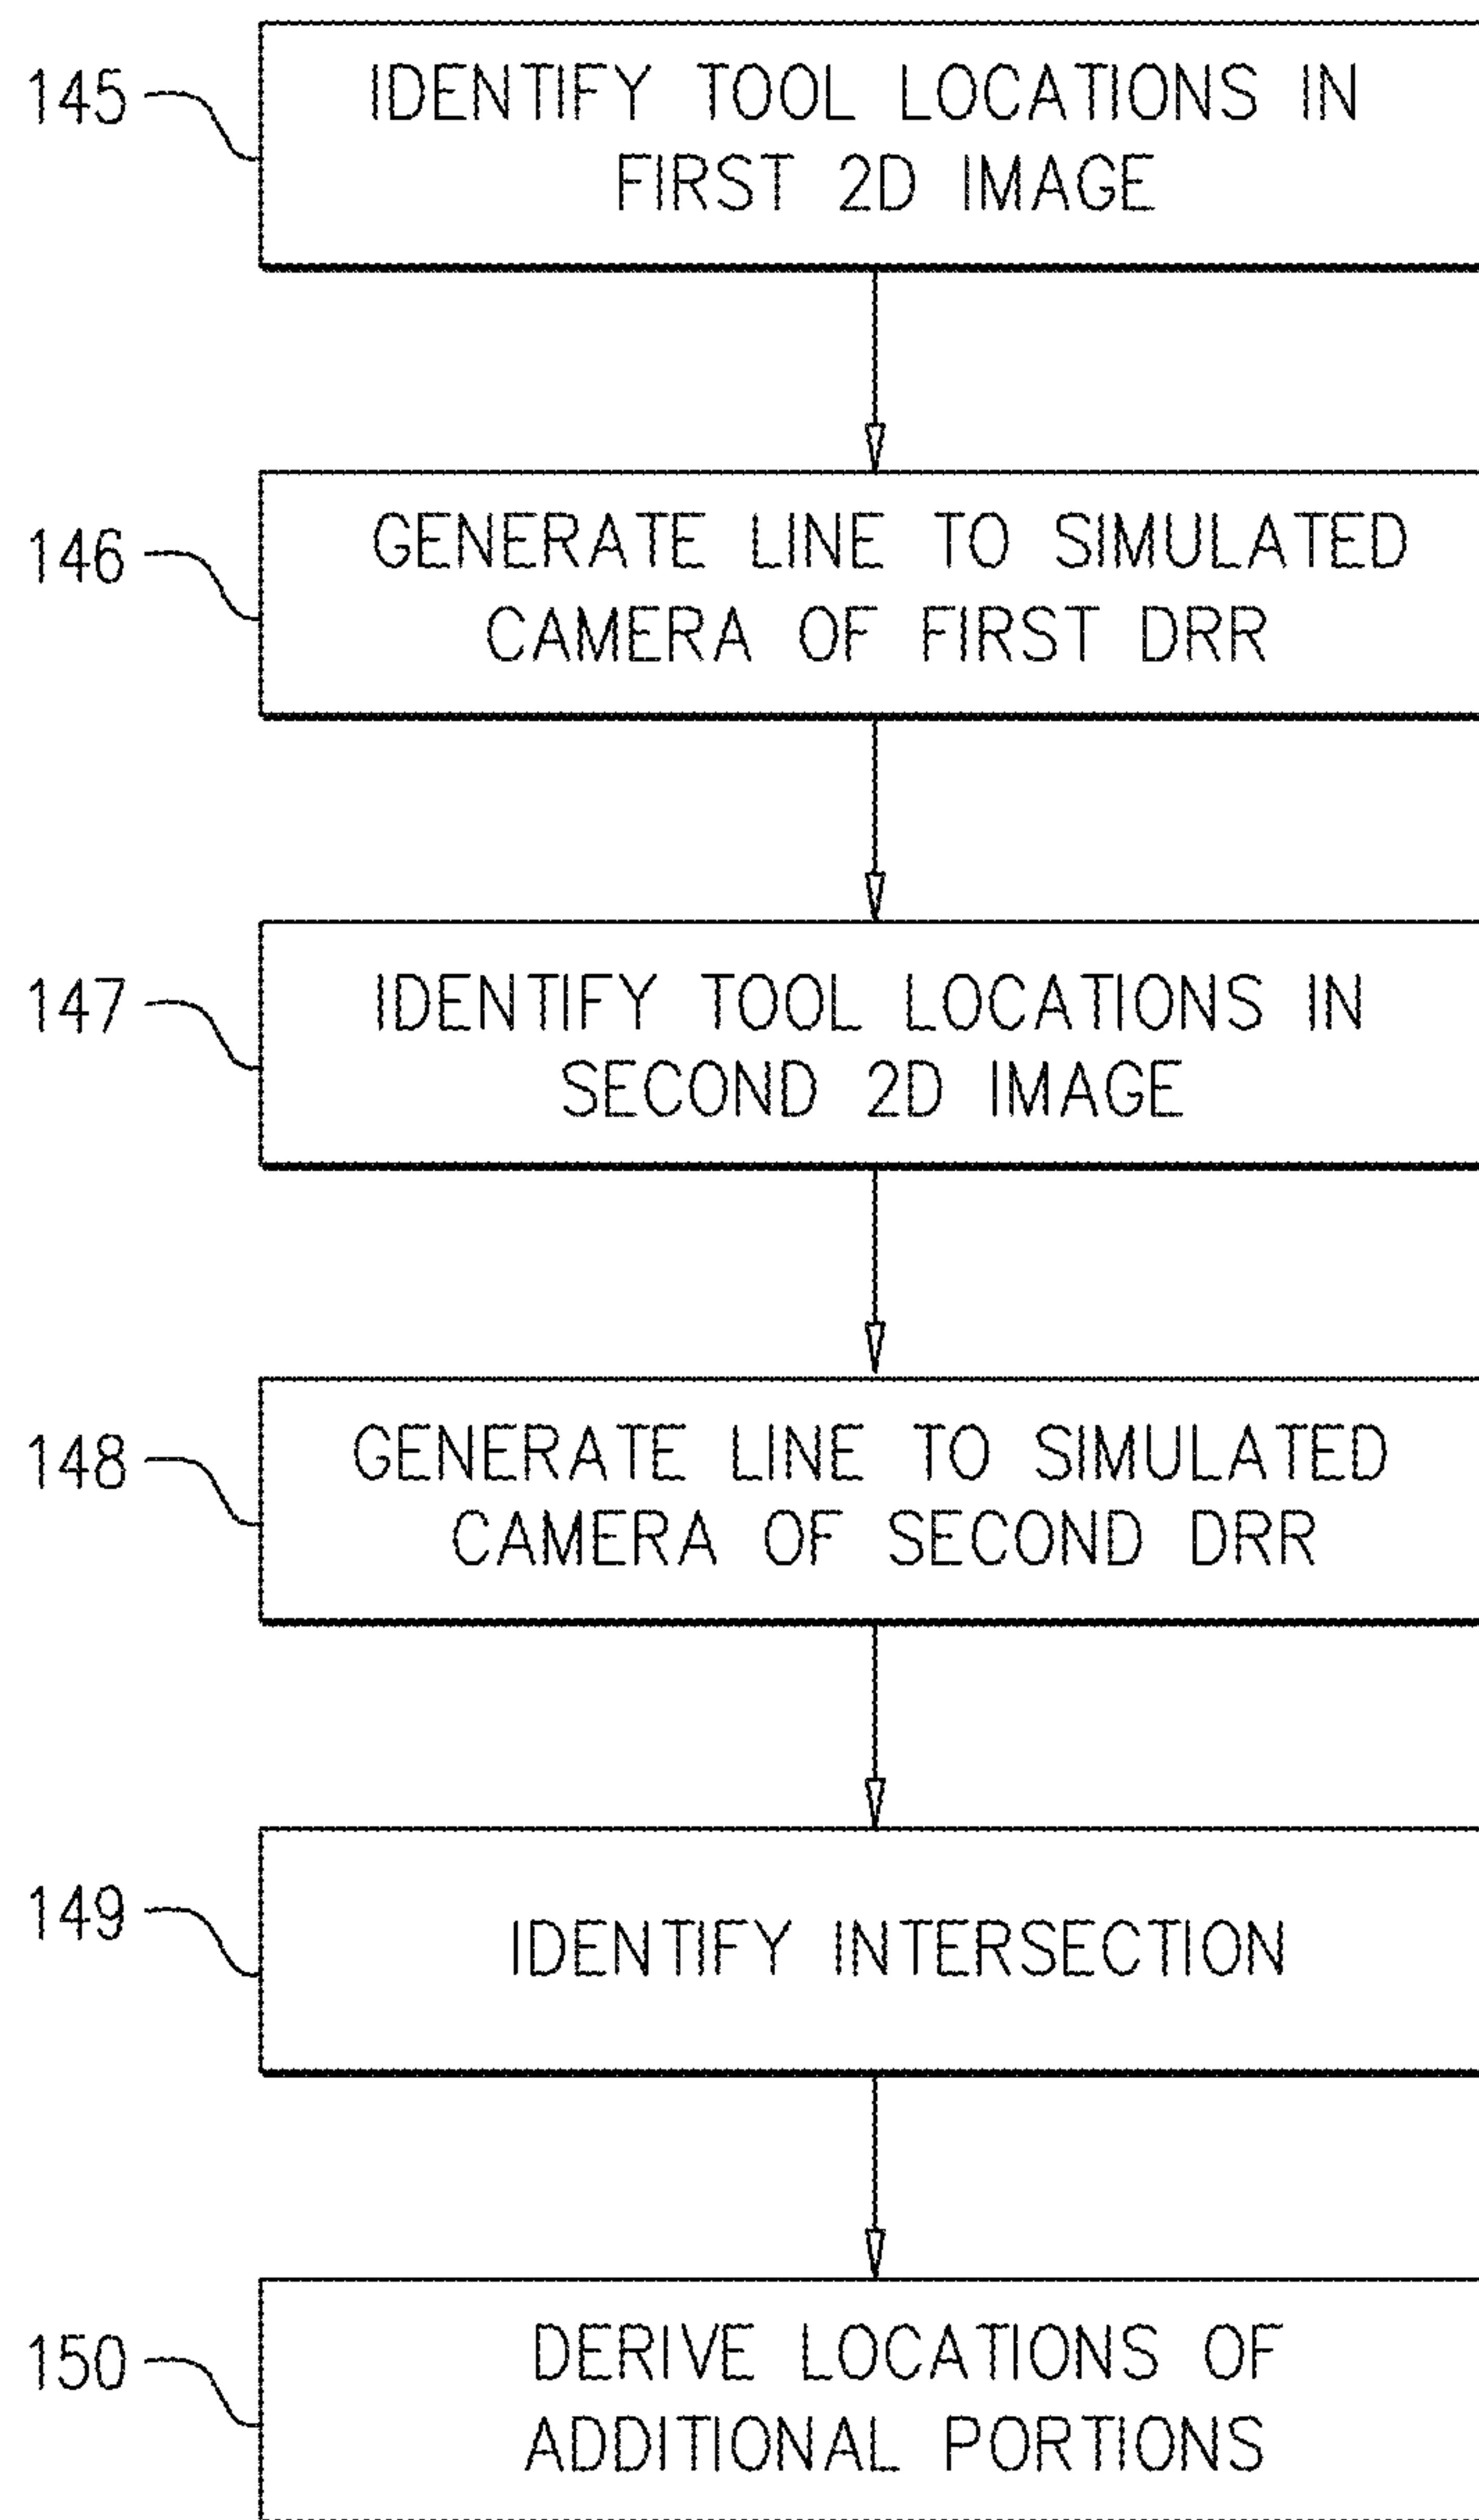 145
IDENTIFY TOOL LOCATIONS IN
FIRST 2D IMAGE
146
GENERATE LINE TO SIMULATED
CAMERA OF FIRST DRR
147
IDENTIFY TOOL LOCATIONS IN
SECOND 2D IMAGE
148
GENERATE LINE TO SIMULATED
CAMERA OF SECOND DRR
149
IDENTIFY INTERSECTION
150
DERIVE LOCATIONS OF
ADDITIONAL PORTIONS